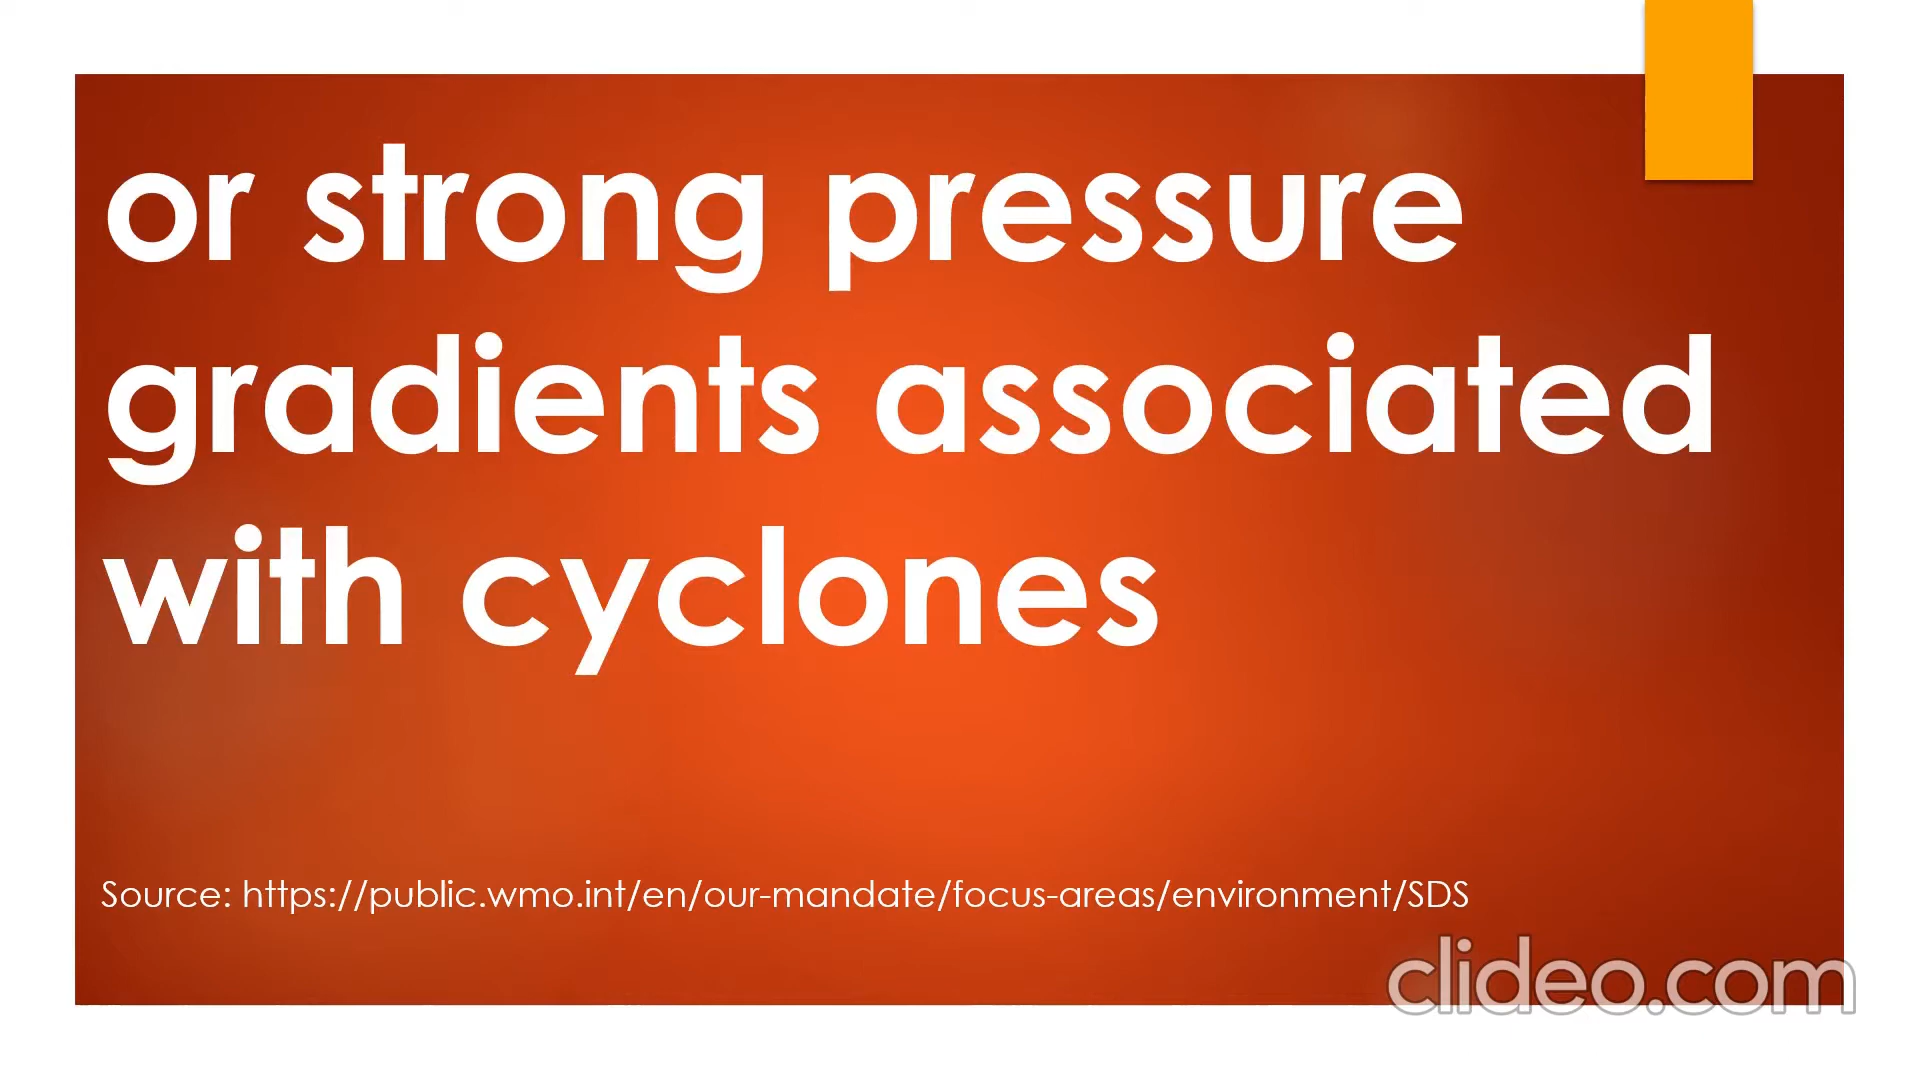 or strong pressure
gradients associated
with cyclones
Source: https://public.wmo.int/en/our-mandate/focus-areas/environment/SDS
clideo.com